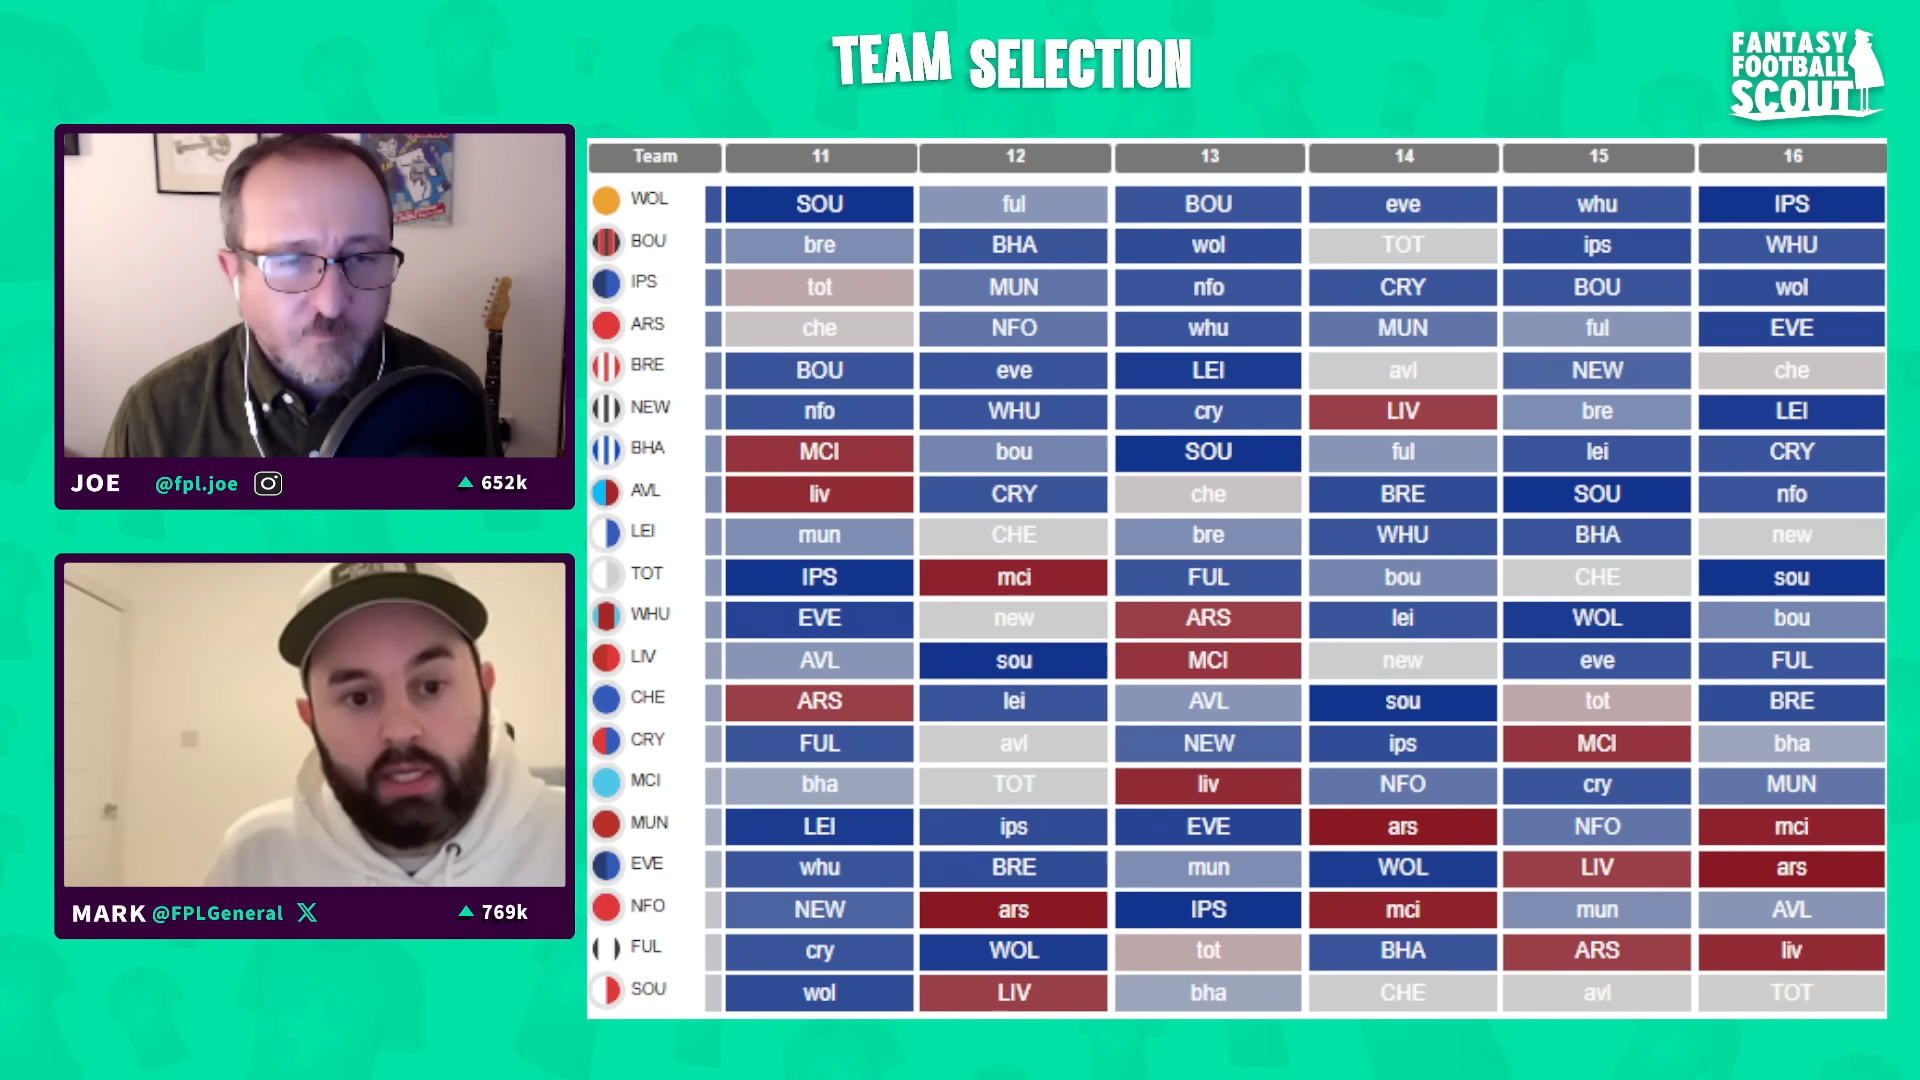 TEAM SELECTION
FANTASY
FOOTBALL
SCOUT
JOE @fpl.joe 652k
MARK @FPLGeneral 769k
Team 11 12 13 14 15 16
WOL SOU ful BOU eve whu IPS
BOU bre BHA wol TOT ips WHU
IPS tot MUN nfo CRY BOU wol
ARS che NFO whu MUN ful EVE
BRE BOU eve LEI avl NEW che
NEW nfo WHU cry LIV bre LEI
BHA MCI bou SOU ful lei CRY
AVL liv CRY che BRE SOU nfo
LEI mun CHE bre WHU BHA new
TOT IPS mci FUL bou CHE sou
WHU EVE new ARS lei WOL bou
LIV AVL sou MCI new eve FUL
CHE ARS lei AVL sou tot BRE
CRY FUL avl NEW ips MCI bha
MCI bha TOT liv NFO cry MUN
MUN LEI ips EVE ars NFO mci
EVE whu BRE mun WOL LIV ars
NFO NEW ars IPS mci mun AVL
FUL cry WOL tot BHA ARS liv
SOU wol LIV bha CHE avl TOT